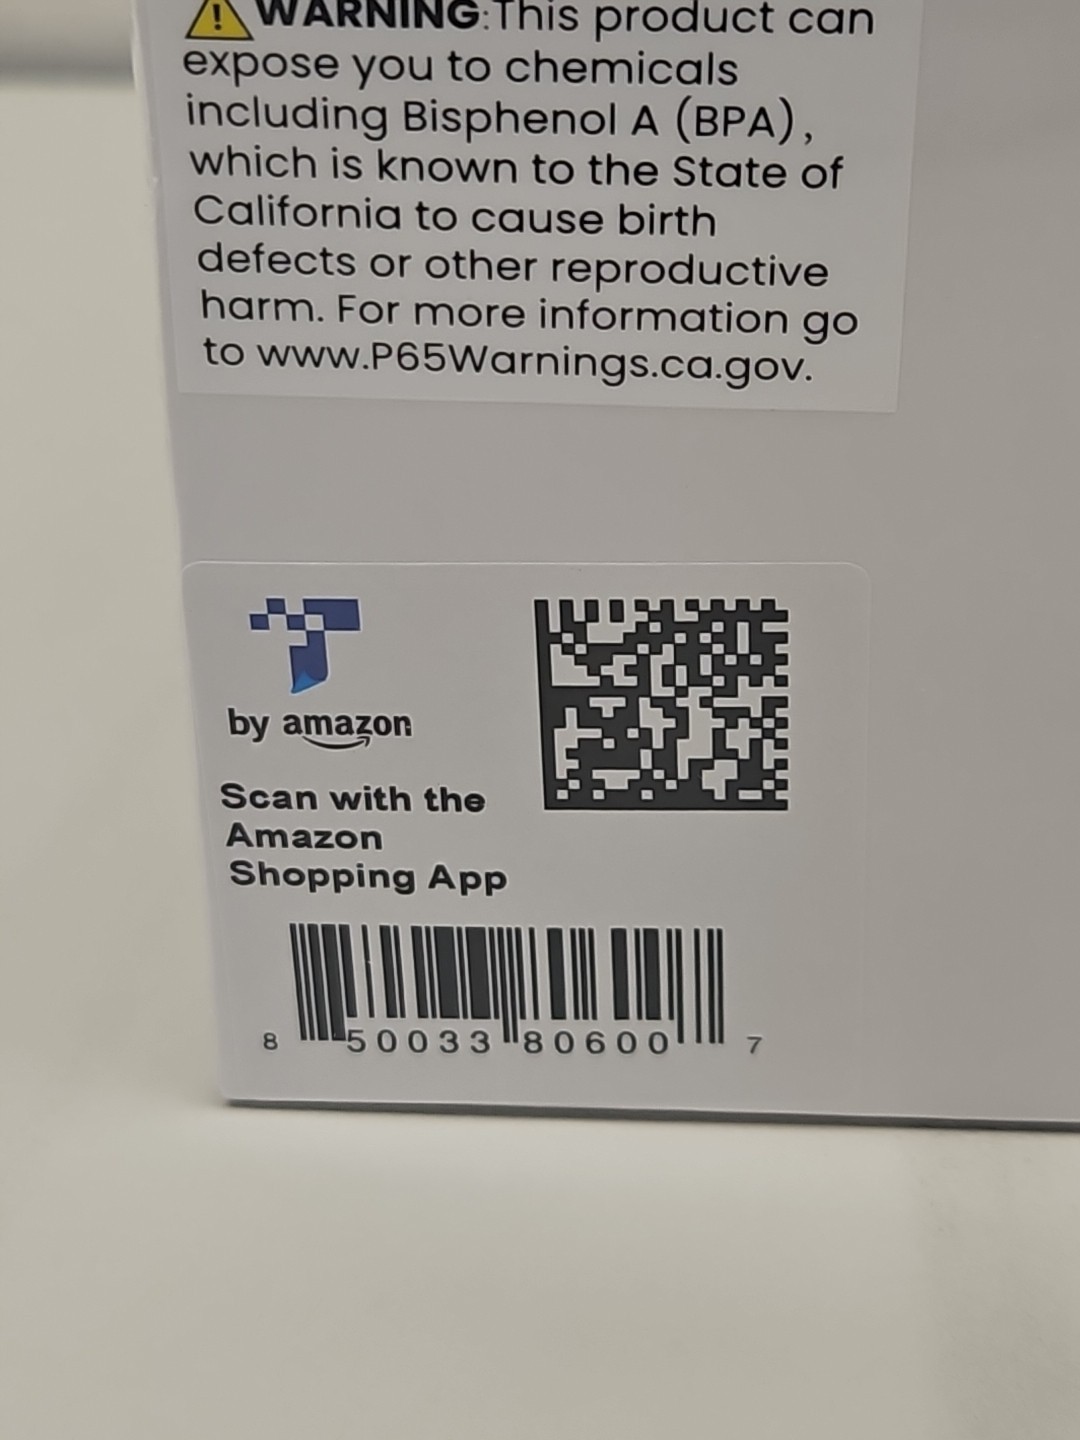 WARNING:This product can
expose you to chemicals
including Bisphenol A (BPA),
which is known to the State of
California to cause birth
defects or other reproductive
harm. For more information go
to www.P65Warnings.ca.gov.
by amazon
Scan with the
Amazon
Shopping App
8 50033 80600 7